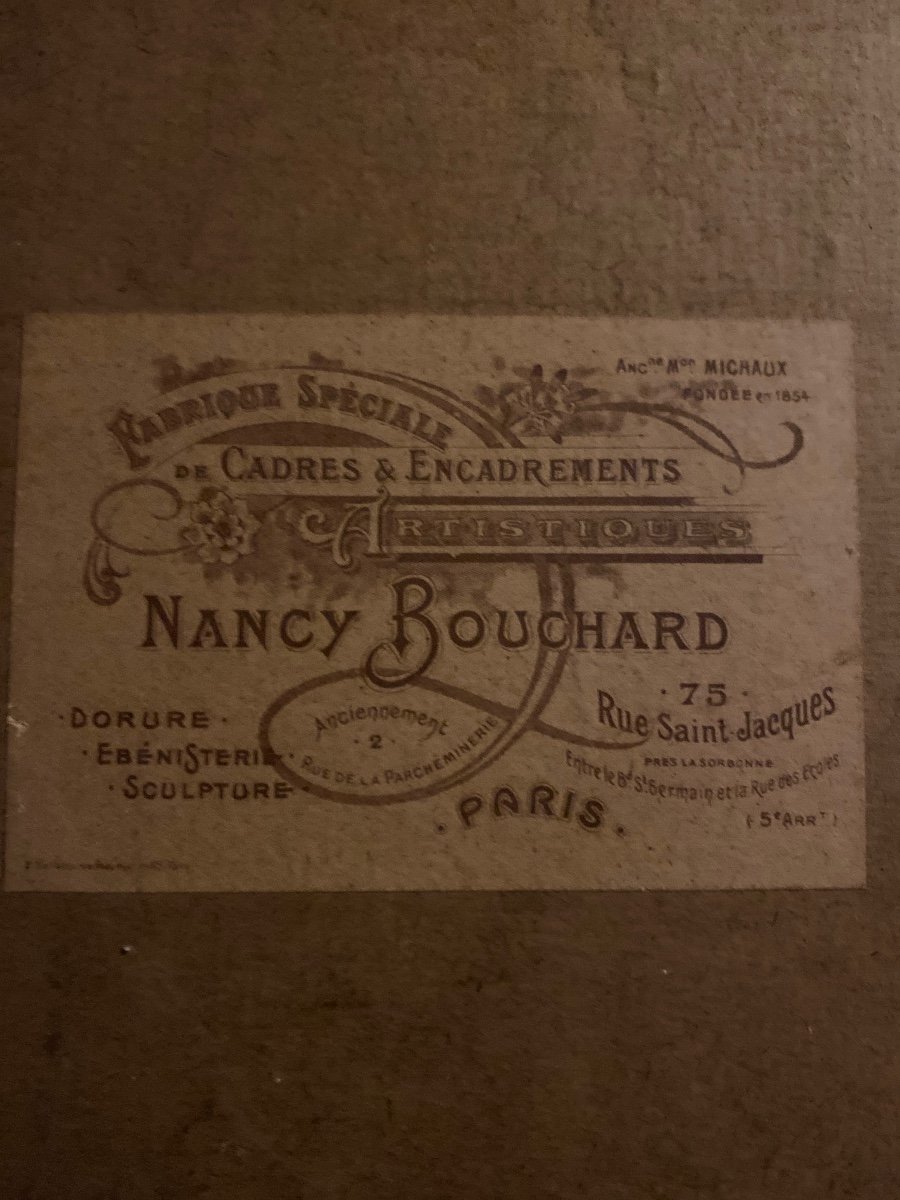 ANCNE MON MICHAUX
FONDÉE en 1854
FABRIQUE SPÉCIALE
DE CADRES & ENCADREMENTS
ARTISTIQUES
NANCY BOUCHARD
· DORURE ·
· EBÉNISTERIE ·
· SCULPTURE ·
Anciennement
· 2 ·
RUE DE LA PARCHEMINERIE
· 75 ·
Rue Saint-Jacques
PRÈS LA SORBONNE
Entre le Bd St Germain et la Rue des Ecoles
(5e ARRT)
· PARIS ·